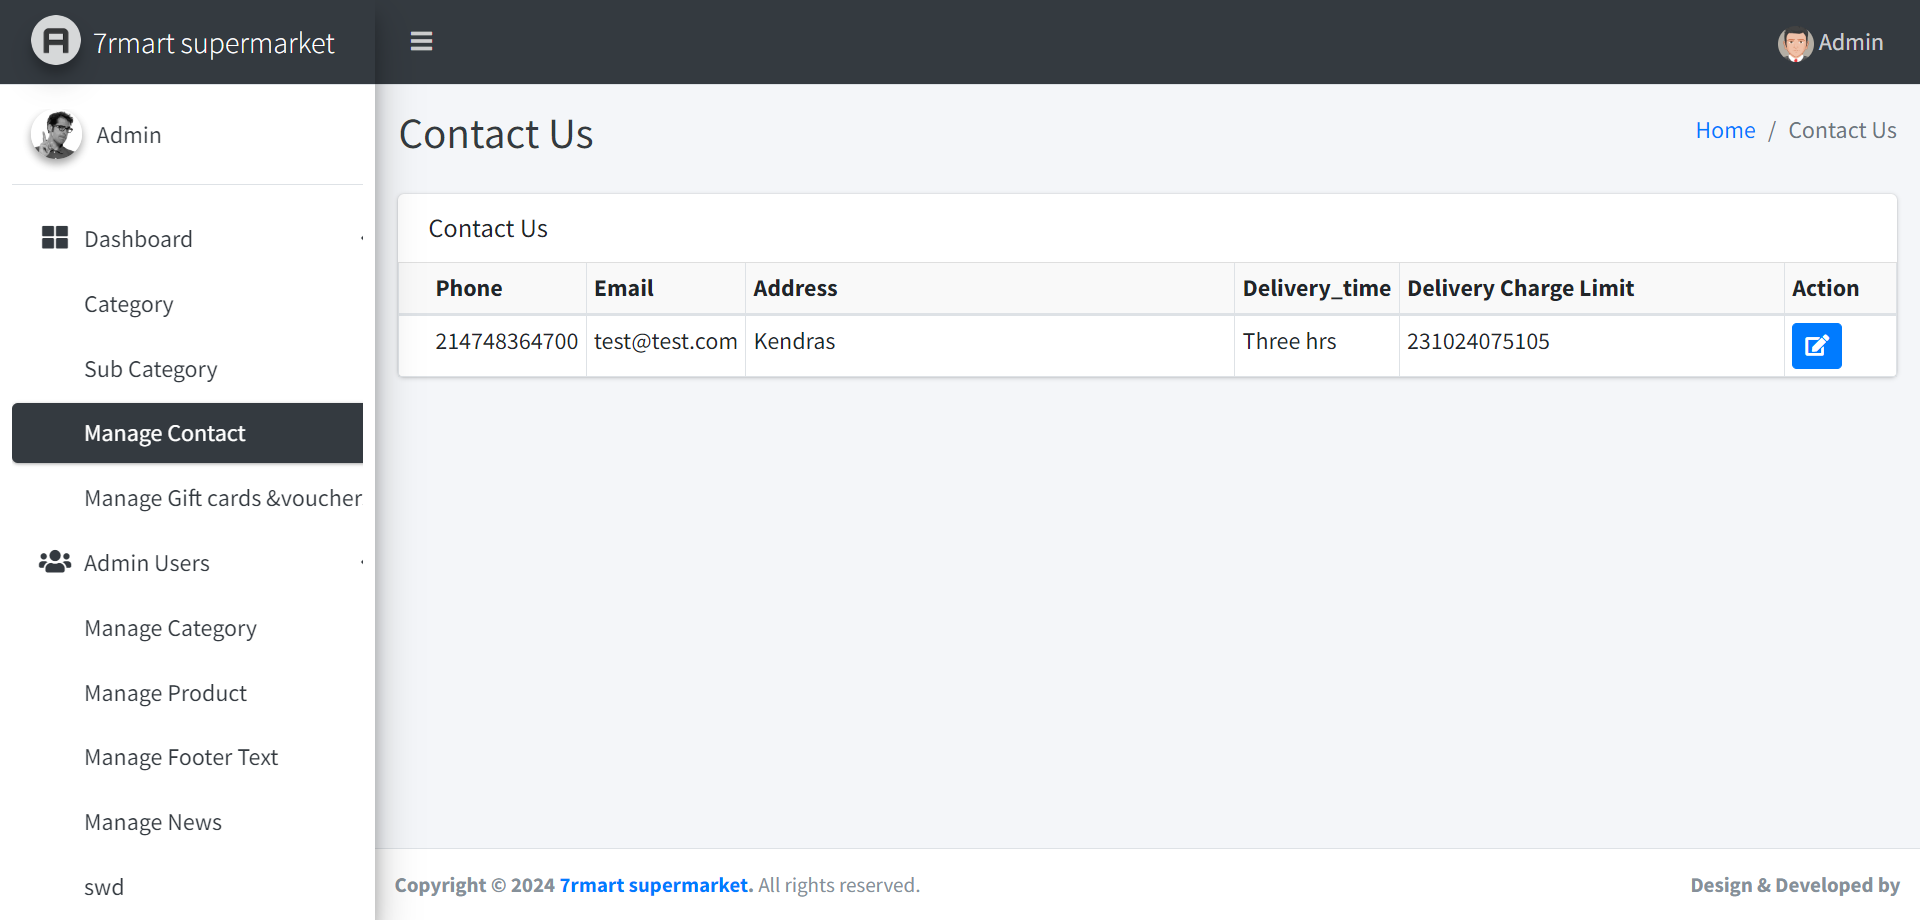 7rmart supermarket
Admin
Admin
Dashboard
Category
Sub Category
Manage Contact
Manage Gift cards &voucher
Admin Users
Manage Category
Manage Product
Manage Footer Text
Manage News
swd
Contact Us
Home / Contact Us
Contact Us
Phone Email Address Delivery_time Delivery Charge Limit Action
214748364700 test@test.com Kendras Three hrs 231024075105
Copyright © 2024 7rmart supermarket. All rights reserved.
Design & Developed by